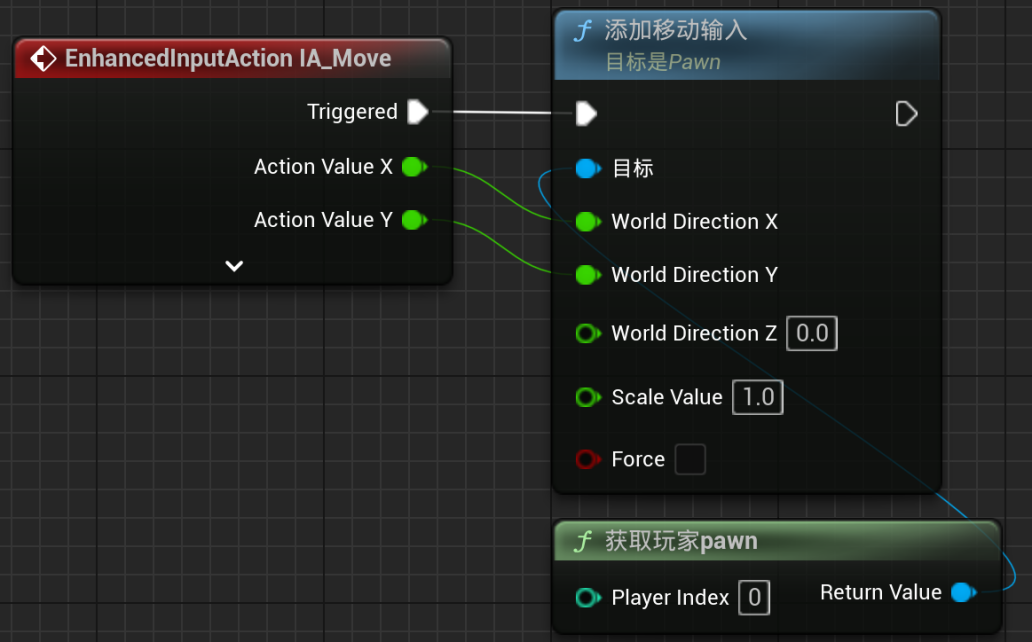 EnhancedInputAction IA_Move
Triggered
Action Value X
Action Value Y
添加移动输入
目标是Pawn
目标
World Direction X
World Direction Y
World Direction Z 0.0
Scale Value 1.0
Force
获取玩家pawn
Player Index 0 Return Value